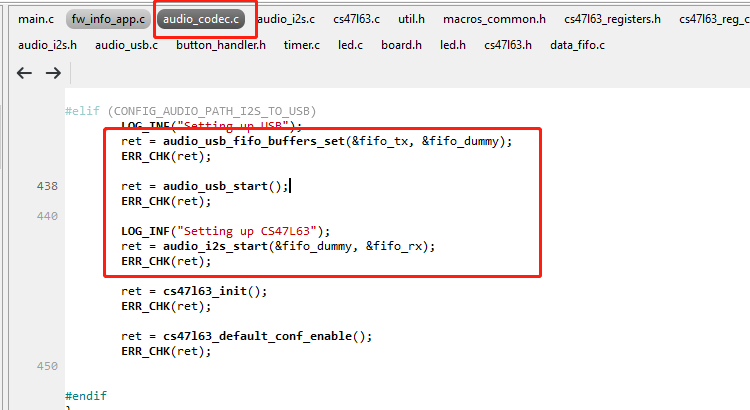 main.c fw_info_app.c audio_codec.c audio_i2s.c cs47l63.c util.h macros_common.h cs47l63_registers.h cs47l63_reg_c
audio_i2s.h audio_usb.c button_handler.h timer.c led.c board.h led.h cs47l63.h data_fifo.c
#elif (CONFIG_AUDIO_PATH_I2S_TO_USB)
LOG_INF("Setting up USB");
ret = audio_usb_fifo_buffers_set(&fifo_tx, &fifo_dummy);
ERR_CHK(ret);
438 ret = audio_usb_start();
ERR_CHK(ret);
440
LOG_INF("Setting up CS47L63");
ret = audio_i2s_start(&fifo_dummy, &fifo_rx);
ERR_CHK(ret);
ret = cs47l63_init();
ERR_CHK(ret);
ret = cs47l63_default_conf_enable();
ERR_CHK(ret);
450
#endif
}